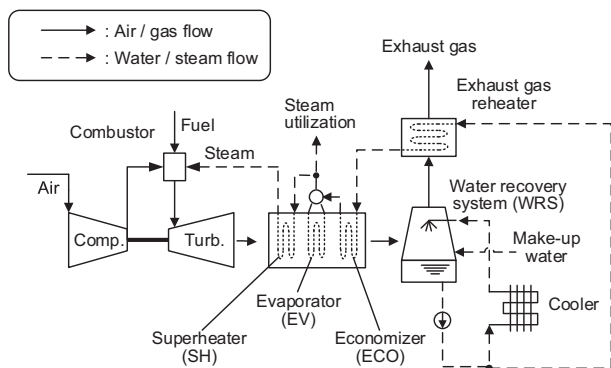 : Air / gas flow
: Water / steam flow
Exhaust gas
Exhaust gas
reheater
Steam
utilization
Fuel
Combustor
Steam
Air
Water recovery
system (WRS)
Comp.
Turb.
Make-up
water
Evaporator
(EV)
Cooler
Superheater
(SH)
Economizer
(ECO)